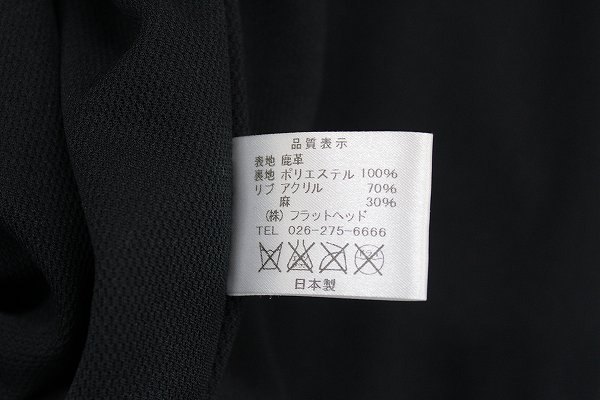 品質表示
表地 鹿革
裏地 ポリエステル 100%
リブ アクリル 70%
麻 30%
(株) フラットヘッド
TEL 026-275-6666
日本製